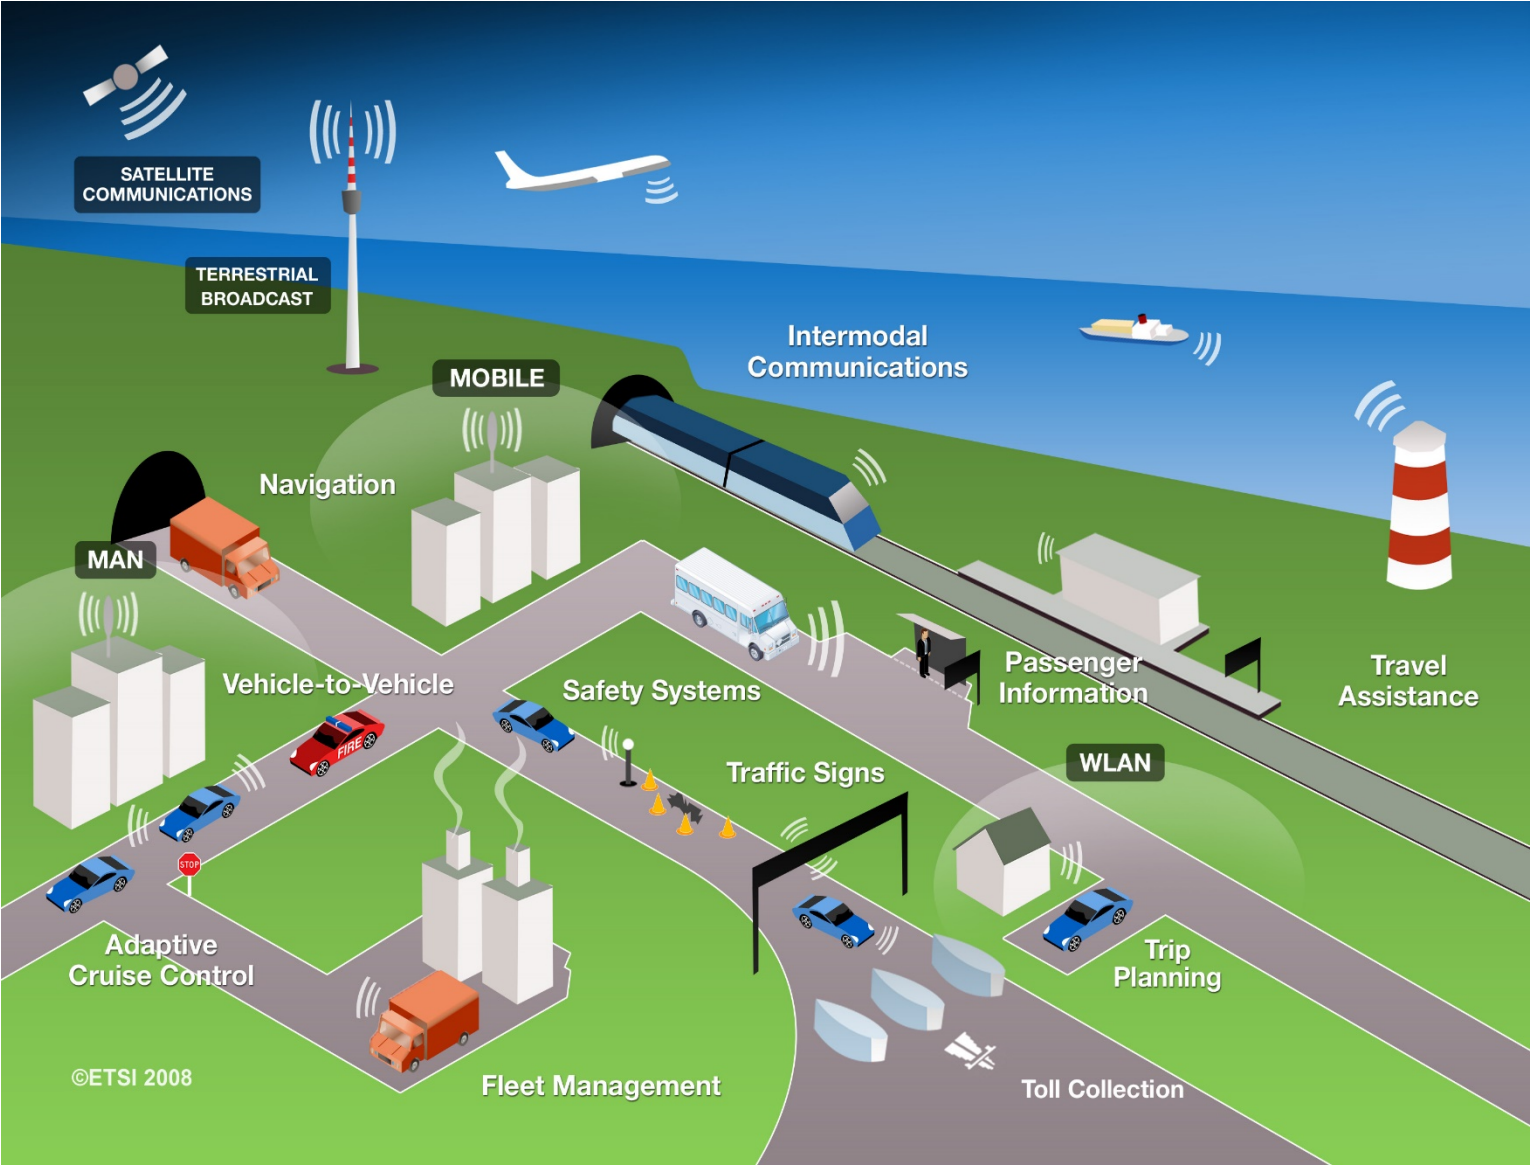 SATELLITE
COMMUNICATIONS
TERRESTRIAL
BROADCAST
Intermodal
Communications
MOBILE
Navigation
MAN
Vehicle-to-Vehicle
Safety Systems
Passenger
Information
Travel
Assistance
FIRE
Traffic Signs
WLAN
STOP
Adaptive
Cruise Control
Trip
Planning
©ETSI 2008
Fleet Management
Toll Collection